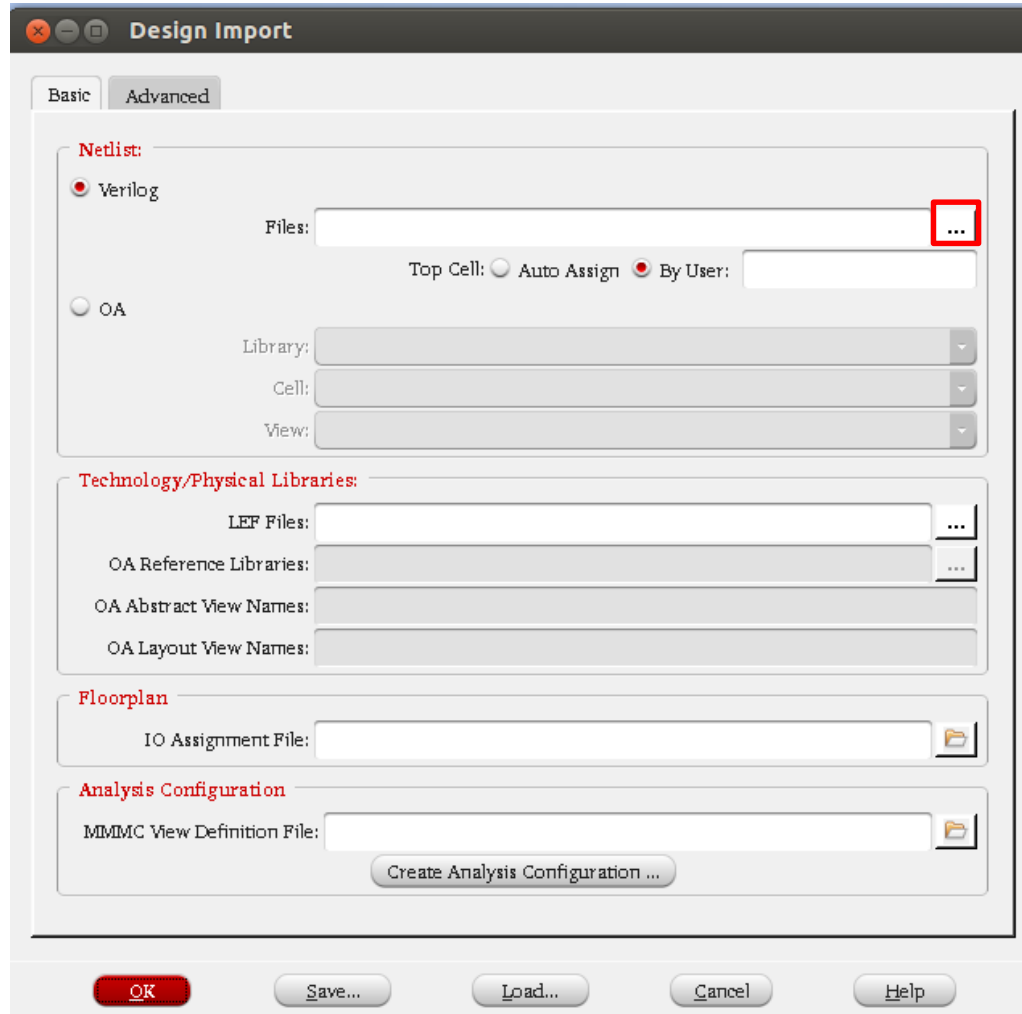 Design Import
Basic Advanced
Netlist:
Verilog
Files: ...
Top Cell: Auto Assign By User:
OA
Library:
Cell:
View:
Technology/Physical Libraries:
LEF Files: ...
OA Reference Libraries: ...
OA Abstract View Names:
OA Layout View Names:
Floorplan
IO Assignment File:
Analysis Configuration
MMMC View Definition File:
Create Analysis Configuration ...
OK Save... Load... Cancel Help